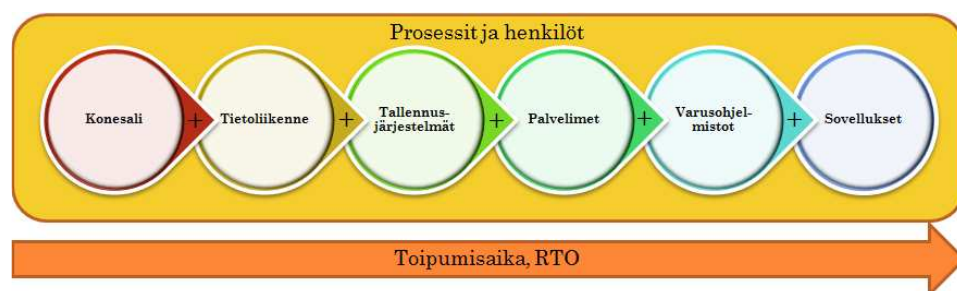 Prosessit ja henkilöt
Konesali
+
Tietoliikenne
+
Tallennus-
järjestelmät
+
Palvelimet
+
Varusohjel-
mistot
+
Sovellukset
Toipumisaika, RTO